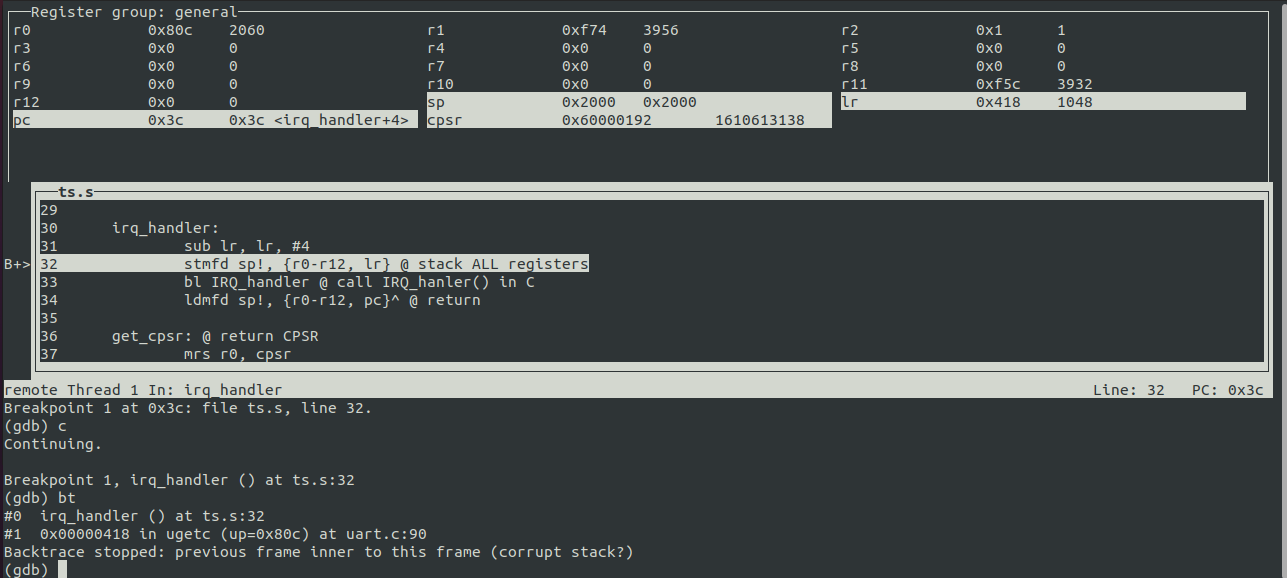 Register group: general
r0 0x80c 2060 r1 0xf74 3956 r2 0x1 1
r3 0x0 0 r4 0x0 0 r5 0x0 0
r6 0x0 0 r7 0x0 0 r8 0x0 0
r9 0x0 0 r10 0x0 0 r11 0xf5c 3932
r12 0x0 0 sp 0x2000 0x2000 lr 0x418 1048
pc 0x3c 0x3c <irq_handler+4> cpsr 0x60000192 1610613138
ts.s
29
30 irq_handler:
31 sub lr, lr, #4
B+> 32 stmfd sp!, {r0-r12, lr} @ stack ALL registers
33 bl IRQ_handler @ call IRQ_hanler() in C
34 ldmfd sp!, {r0-r12, pc}^ @ return
35
36 get_cpsr: @ return CPSR
37 mrs r0, cpsr
remote Thread 1 In: irq_handler Line: 32 PC: 0x3c
Breakpoint 1 at 0x3c: file ts.s, line 32.
(gdb) c
Continuing.
Breakpoint 1, irq_handler () at ts.s:32
(gdb) bt
#0 irq_handler () at ts.s:32
#1 0x00000418 in ugetc (up=0x80c) at uart.c:90
Backtrace stopped: previous frame inner to this frame (corrupt stack?)
(gdb)